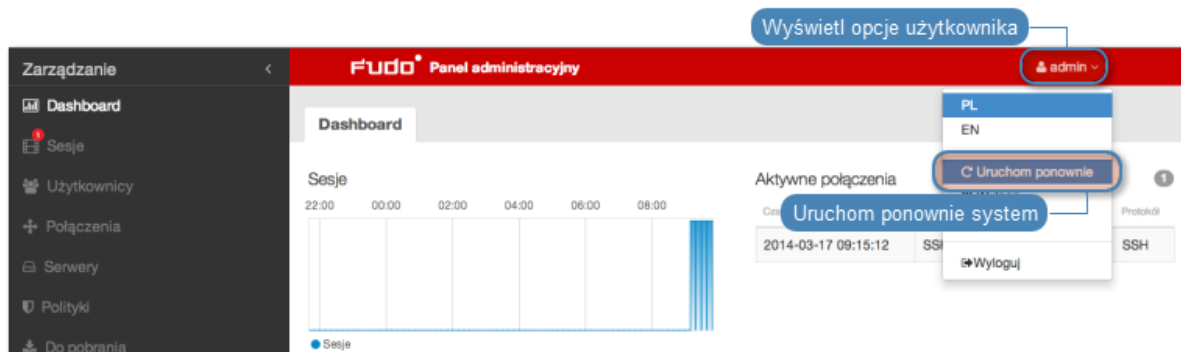 Wyświetl opcje użytkownika
Zarządzanie
FUDO Panel administracyjny
admin
Dashboard
1
Sesje
Użytkownicy
Połączenia
Serwery
Polityki
Do pobrania
Dashboard
Sesje
22:00 00:00 02:00 04:00 06:00 08:00
Sesje
PL
EN
Uruchom ponownie
Uruchom ponownie system
Wyloguj
Aktywne połączenia 1
Protokół
2014-03-17 09:15:12 SSH